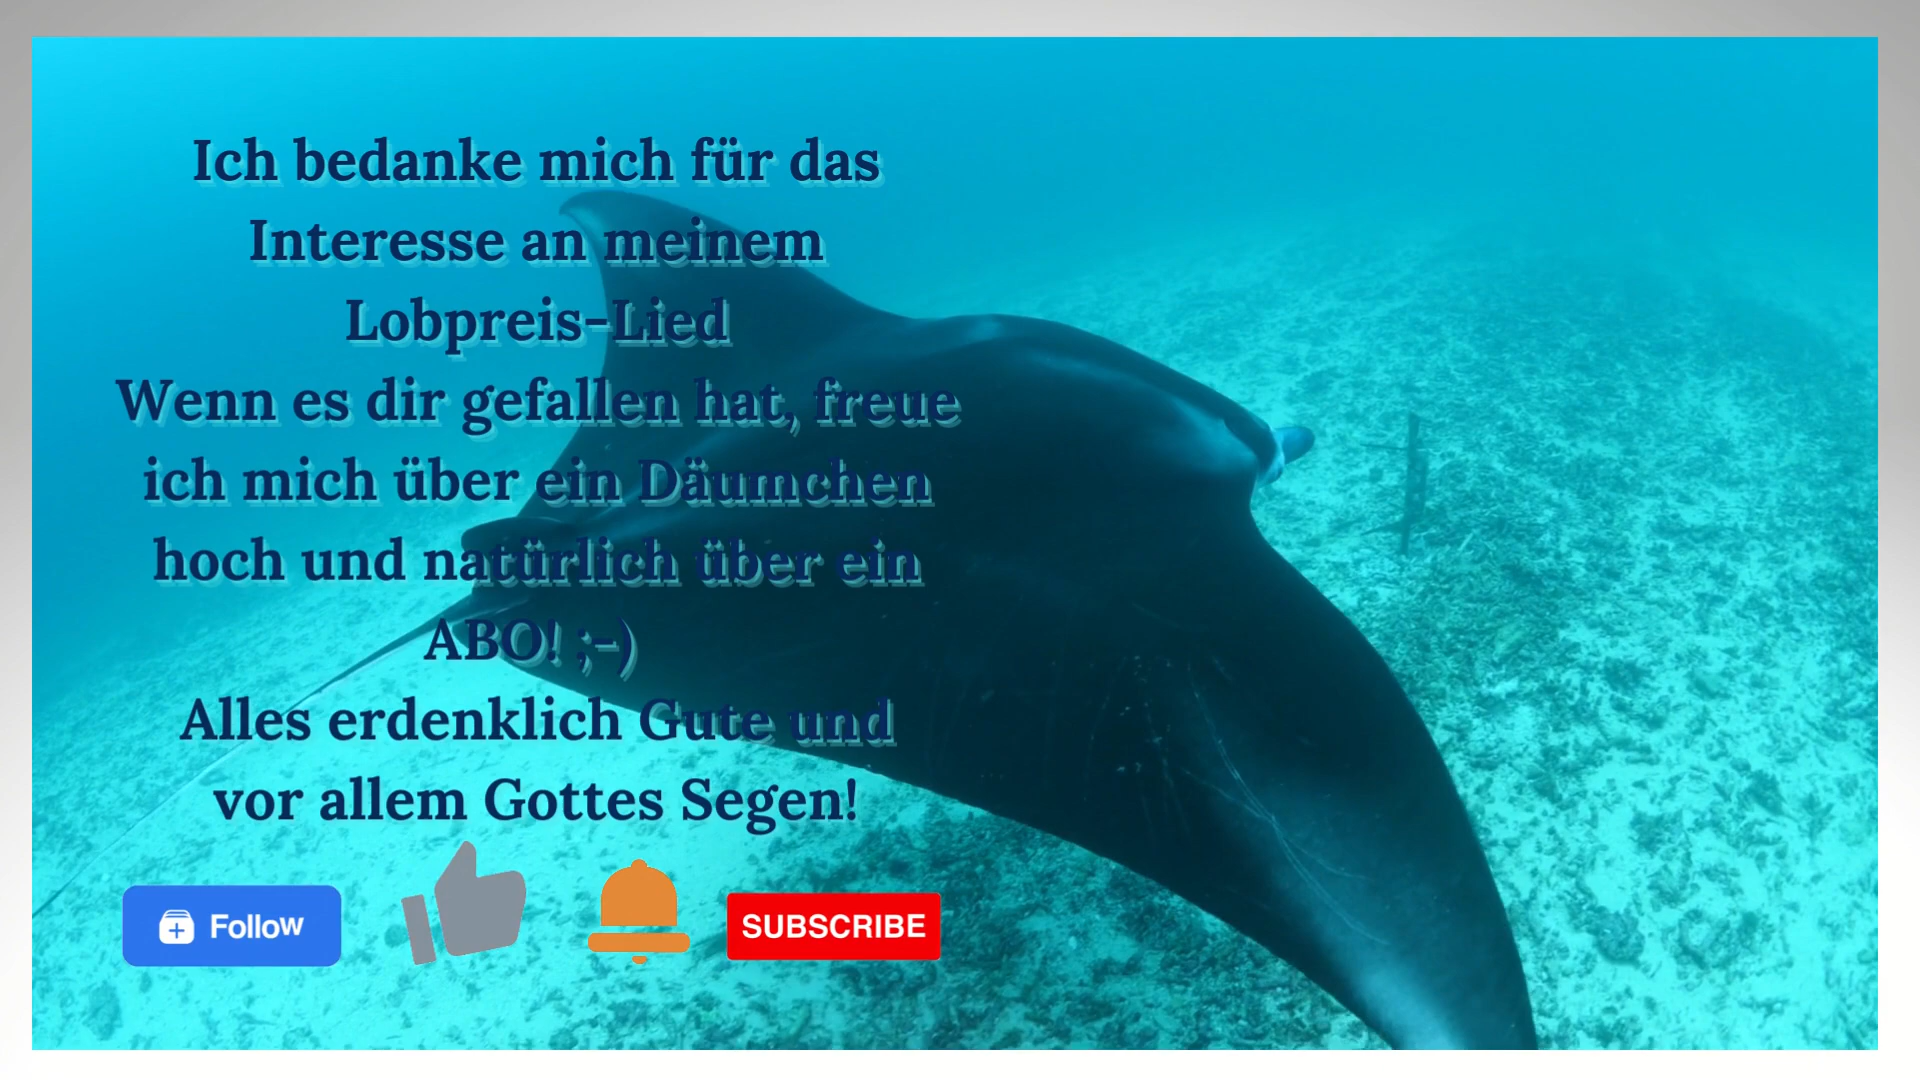 Ich bedanke mich für das
Interesse an meinem
Lobpreis-Lied
Wenn es dir gefallen hat, freue
ich mich über ein Däumchen
hoch und natürlich über ein
ABO! ;-)
Alles erdenklich Gute und
vor allem Gottes Segen!
Follow
SUBSCRIBE